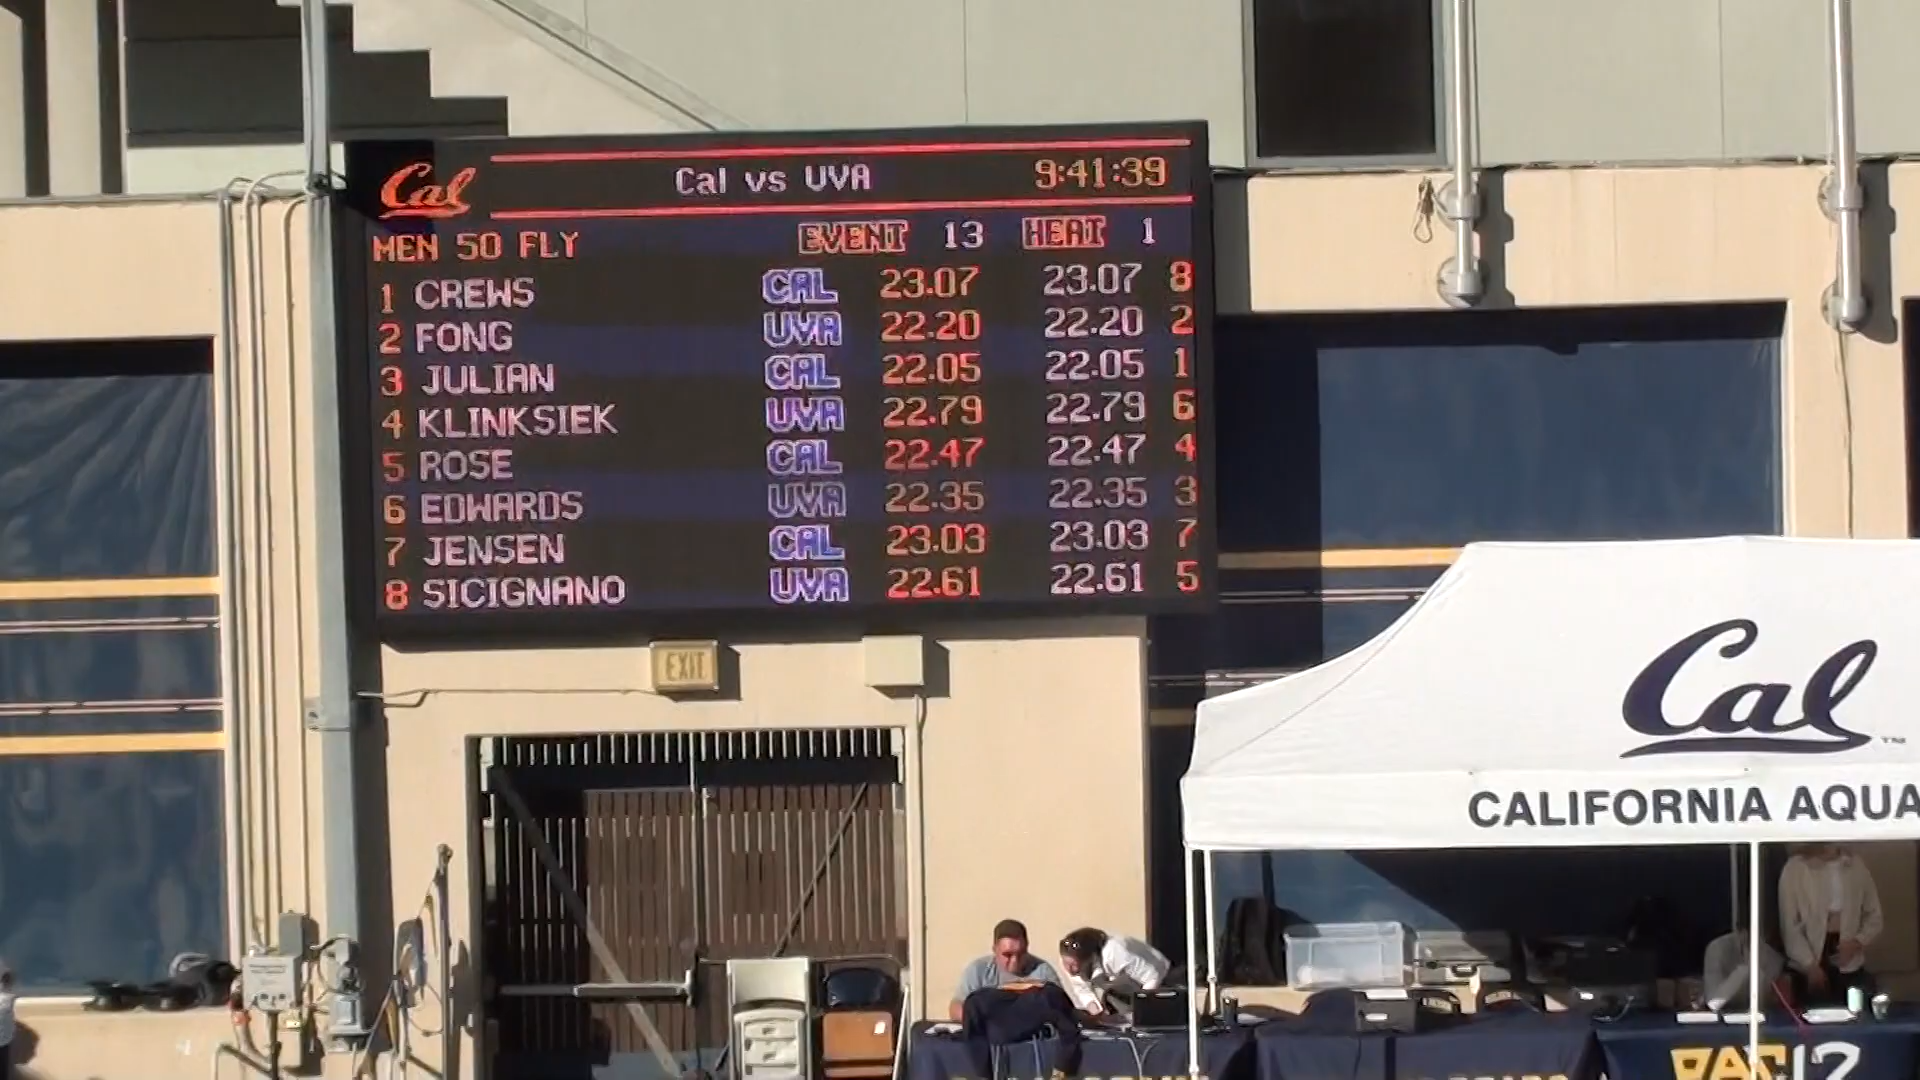 Cal
Cal vs UVA 9:41:39
MEN 50 FLY EVENT 13 HEAT 1
1 CREWS CAL 23.07 23.07 8
2 FONG UVA 22.20 22.20 2
3 JULIAN CAL 22.05 22.05 1
4 KLINKSIEK UVA 22.79 22.79 6
5 ROSE CAL 22.47 22.47 4
6 EDWARDS UVA 22.35 22.35 3
7 JENSEN CAL 23.03 23.03 7
8 SICIGNANO UVA 22.61 22.61 5
EXIT
Cal TM
CALIFORNIA AQUA
PAC 12